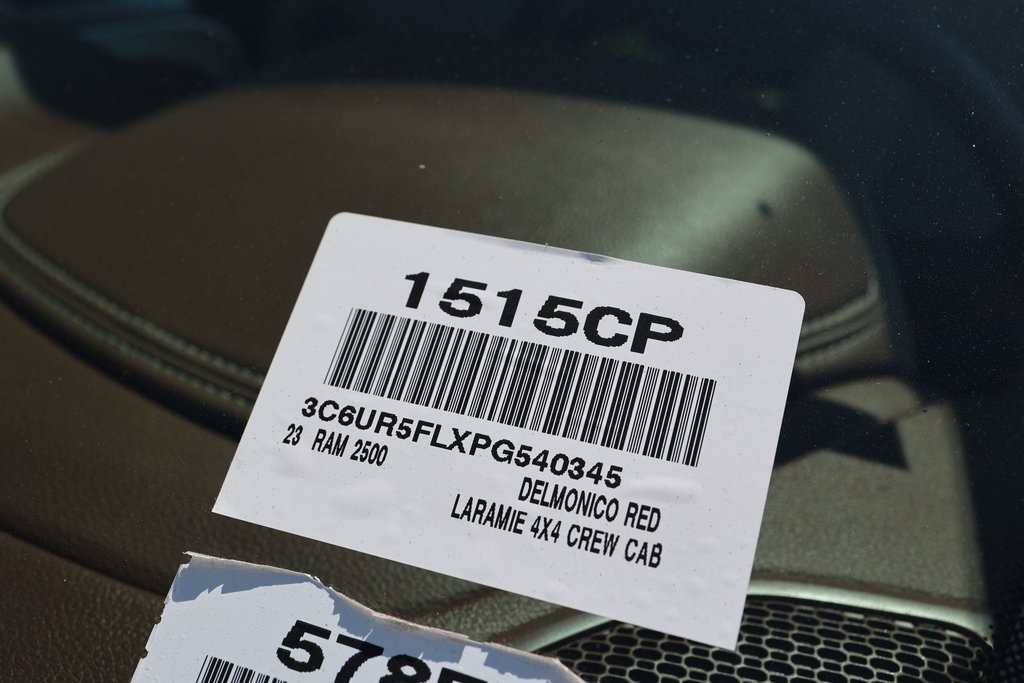 1515CP
3C6UR5FLXPG540345
23 RAM 2500
DELMONICO RED
LARAMIE 4X4 CREW CAB